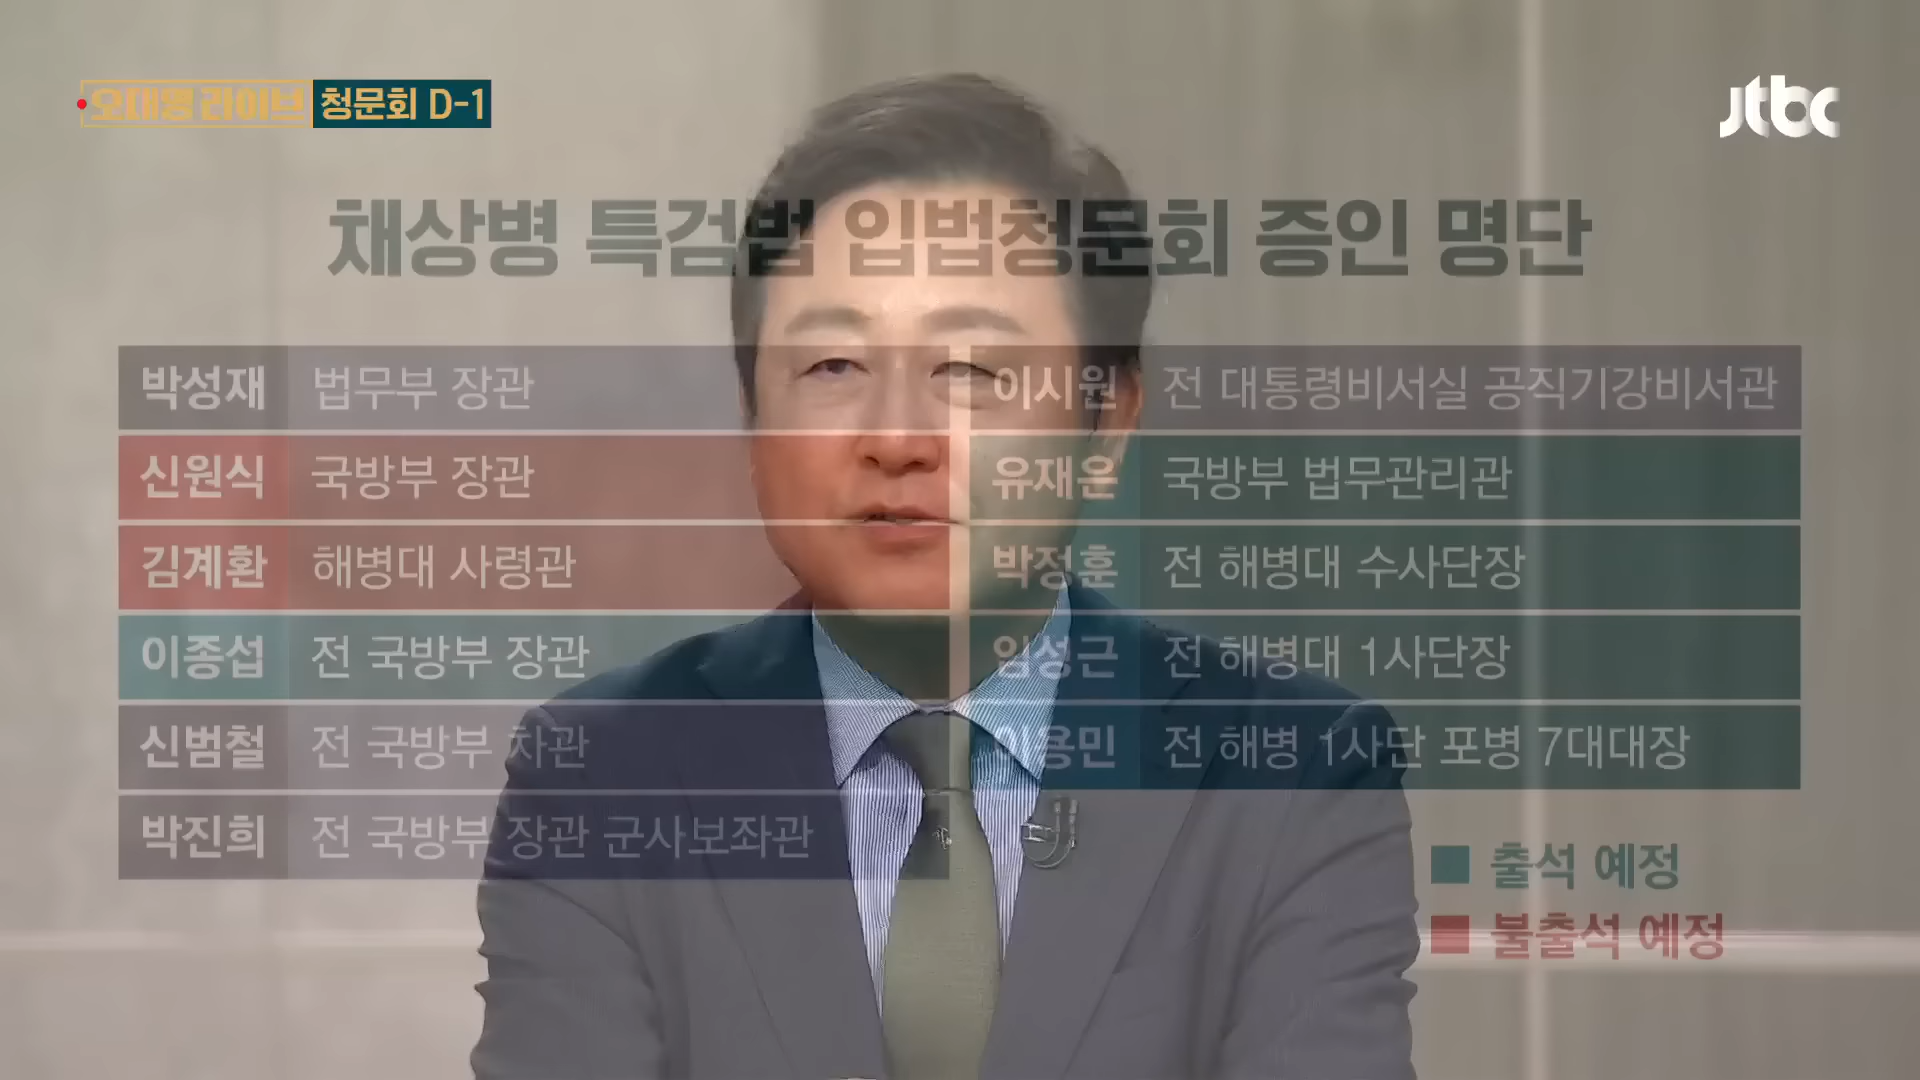 오대영 라이브 청문회 D-1
jtbc
채상병 특검법 입법청문회 증인 명단
박성재 법무부 장관
신원식 국방부 장관
김계환 해병대 사령관
이종섭 전 국방부 장관
신범철 전 국방부 차관
박진희 전 국방부 장관 군사보좌관
이시원 전 대통령비서실 공직기강비서관
유재은 국방부 법무관리관
박정훈 전 해병대 수사단장
임성근 전 해병대 1사단장
이용민 전 해병 1사단 포병 7대대장
출석 예정
불출석 예정